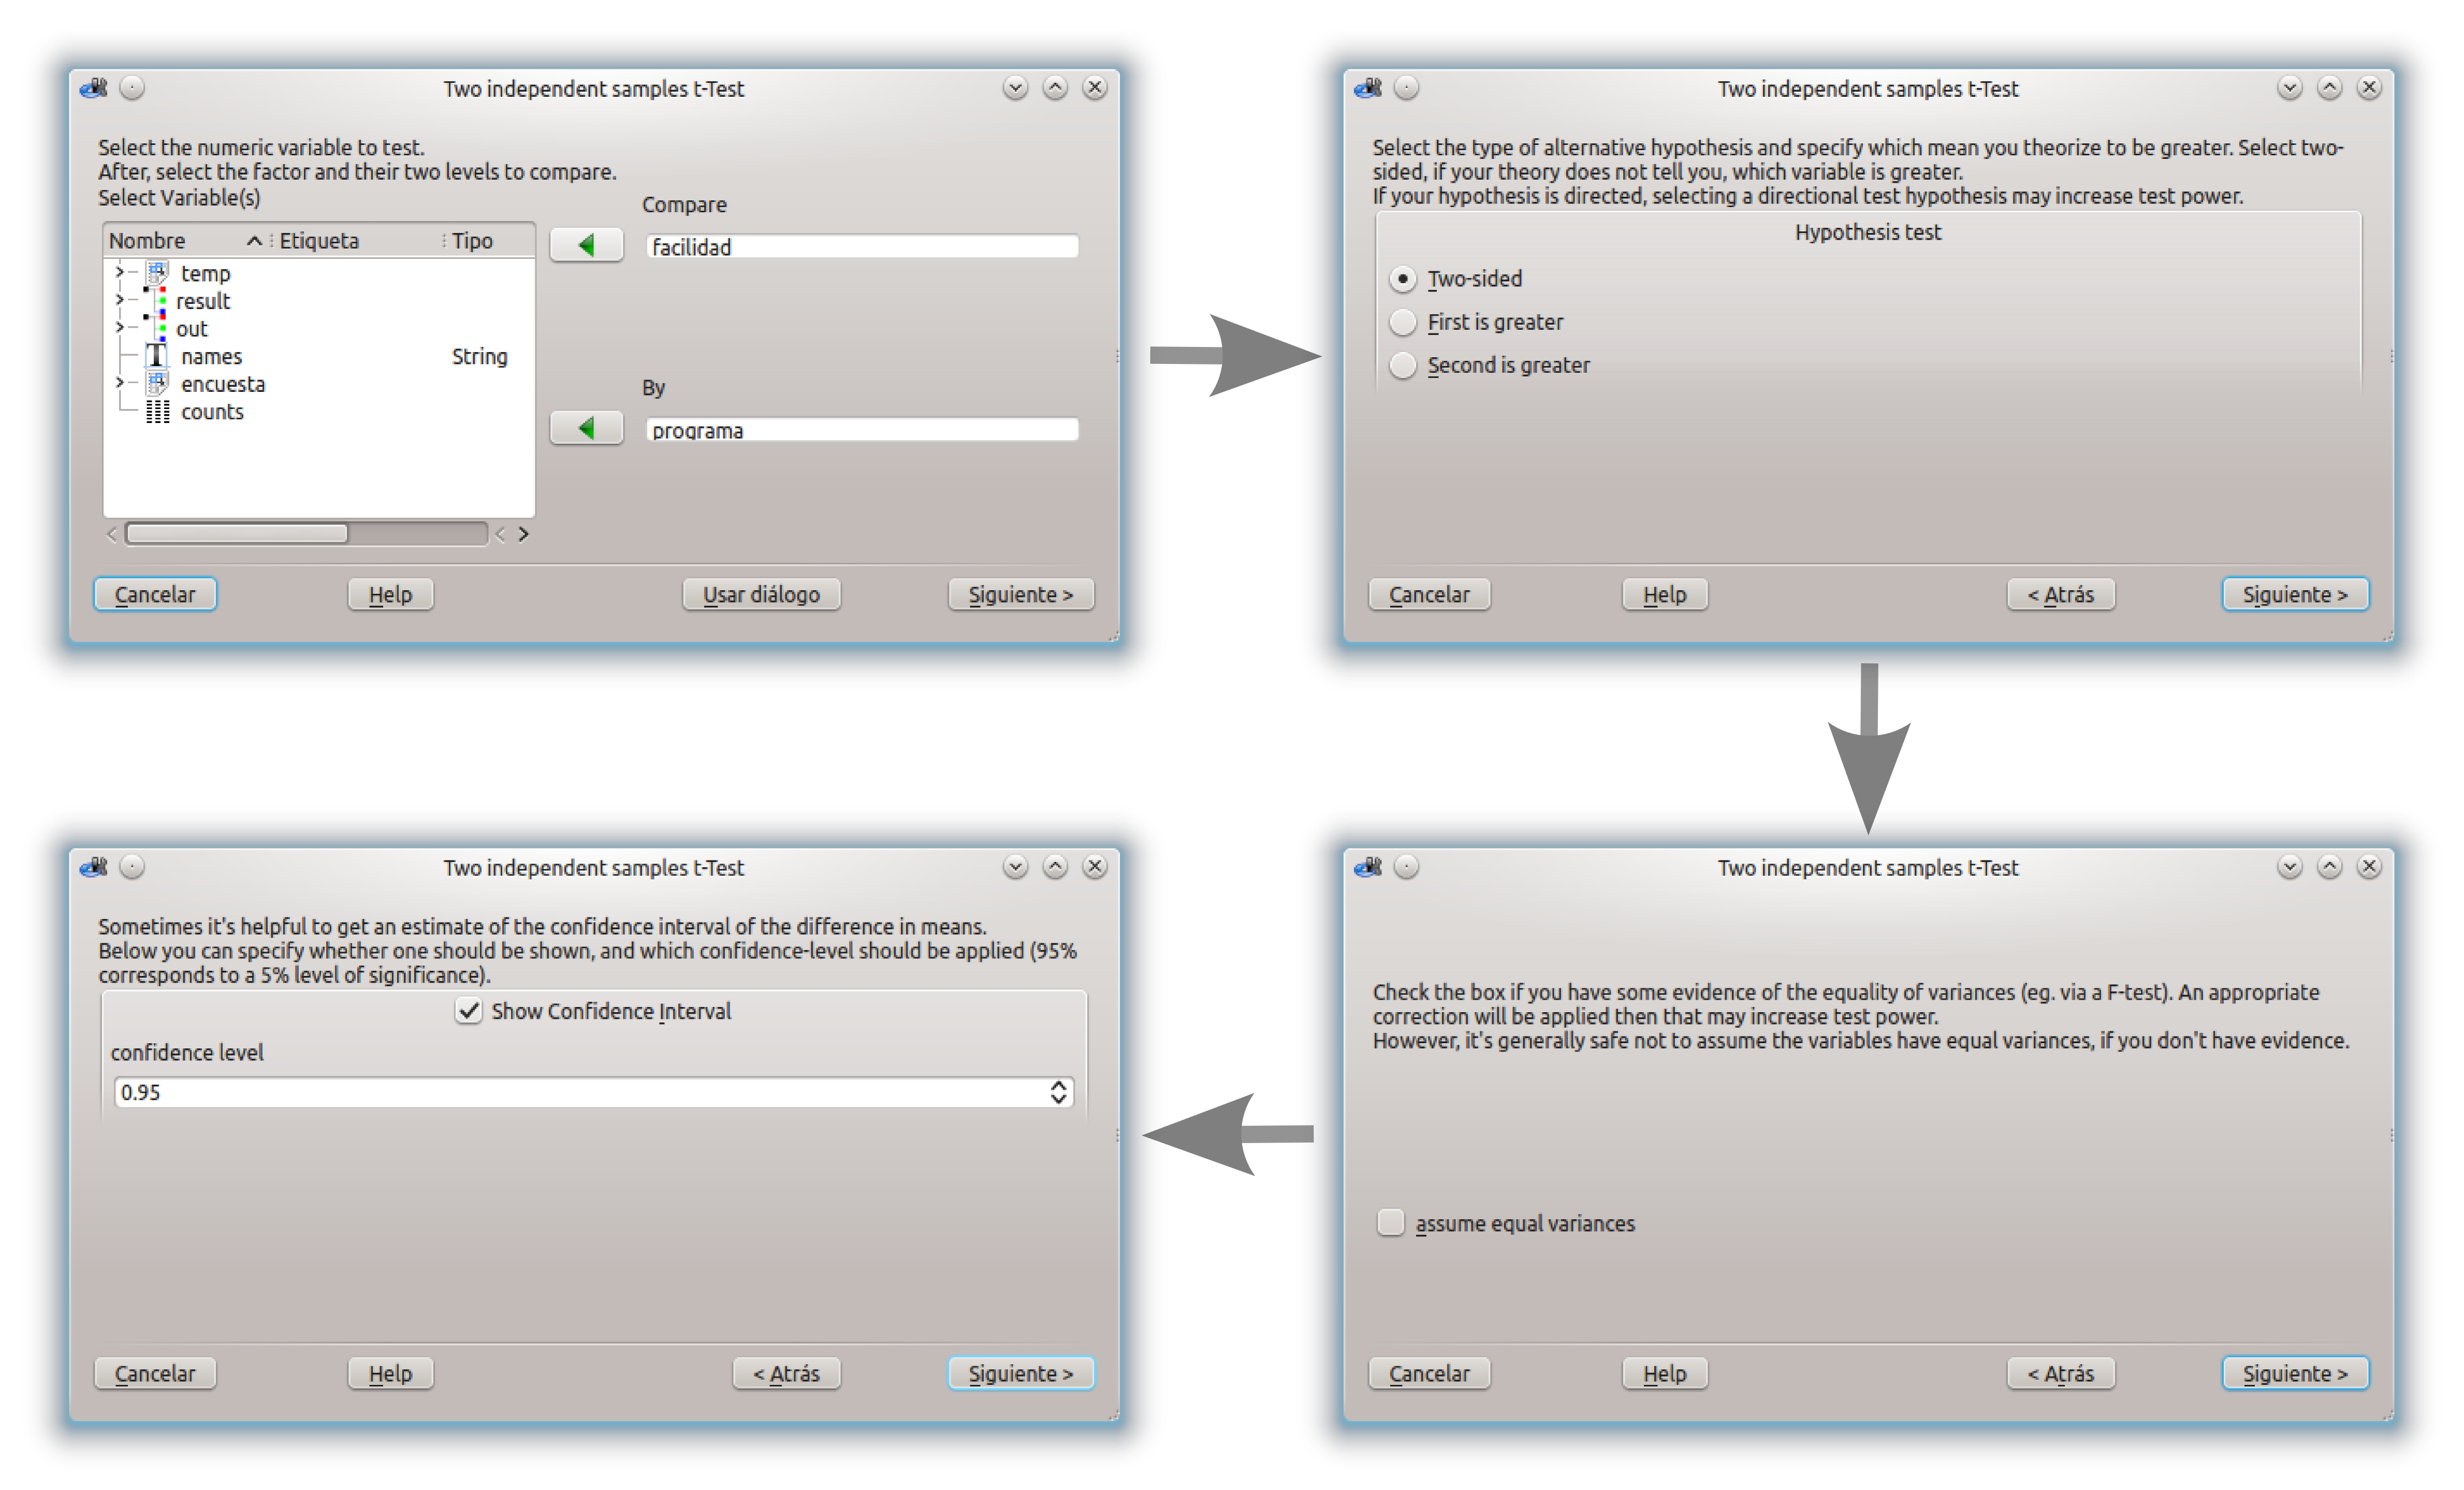 Two independent samples t-Test
Select the numeric variable to test.
After, select the factor and their two levels to compare.
Select Variable(s)
Compare
Nombre Etiqueta Tipo
facilidad
temp
result
out
names String
encuesta
counts
By
programa
Cancelar Help Usar diálogo Siguiente >
Two independent samples t-Test
Select the type of alternative hypothesis and specify which mean you theorize to be greater. Select two-
sided, if your theory does not tell you, which variable is greater.
If your hypothesis is directed, selecting a directional test hypothesis may increase test power.
Hypothesis test
Two-sided
First is greater
Second is greater
Cancelar Help < Atrás Siguiente >
Two independent samples t-Test
Check the box if you have some evidence of the equality of variances (eg. via a F-test). An appropriate
correction will be applied then that may increase test power.
However, it's generally safe not to assume the variables have equal variances, if you don't have evidence.
assume equal variances
Cancelar Help < Atrás Siguiente >
Two independent samples t-Test
Sometimes it's helpful to get an estimate of the confidence interval of the difference in means.
Below you can specify whether one should be shown, and which confidence-level should be applied (95%
corresponds to a 5% level of significance).
Show Confidence Interval
confidence level
0.95
Cancelar Help < Atrás Siguiente >